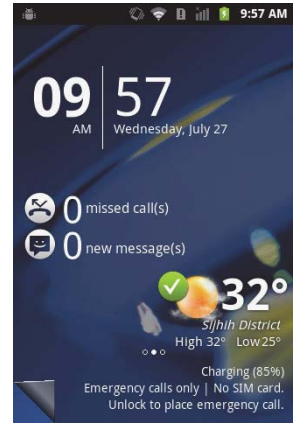 9:57 AM
09 57
AM Wednesday, July 27
0 missed call(s)
0 new message(s)
32°
Sijhih District
High 32° Low 25°
Charging (85%)
Emergency calls only | No SIM card.
Unlock to place emergency call.